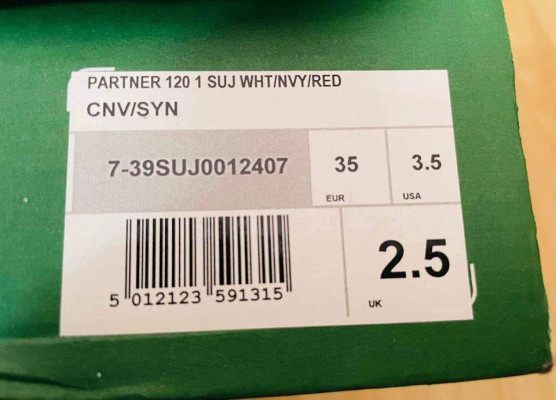 PARTNER 120 1 SUJ WHT/NVY/RED
CNV/SYN
7-39SUJ0012407
35
EUR
3.5
USA
5 012123 591315
2.5
UK